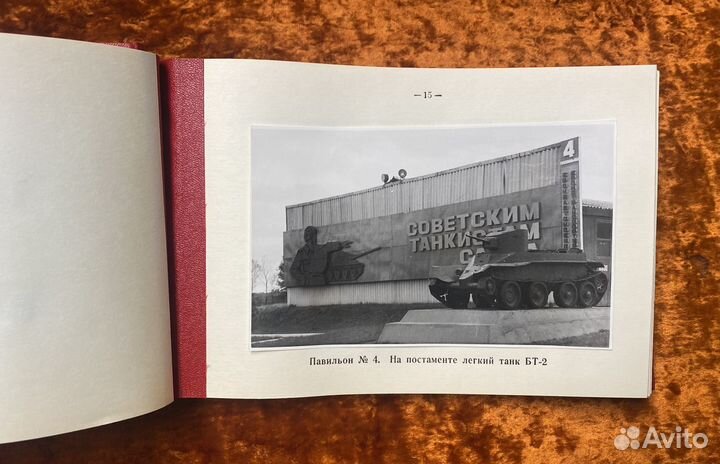 — 15 —
4
СОВЕТСКИМ
ТАНКИСТАМ
Павильон № 4. На постаменте легкий танк БТ-2
Avito